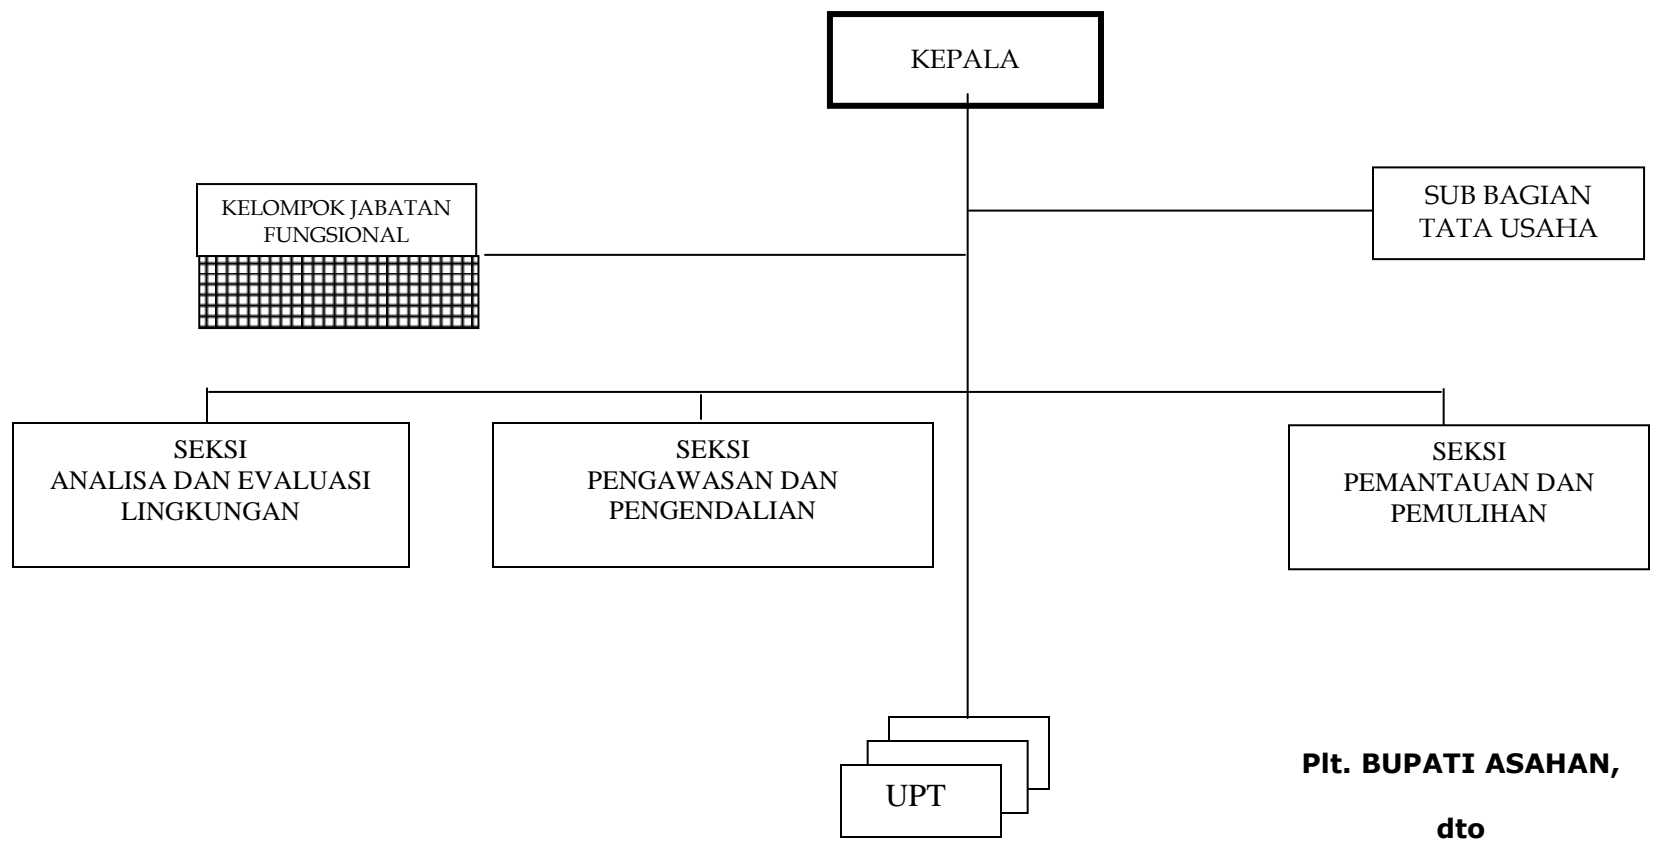 KEPALA
SUB BAGIAN
TATA USAHA
KELOMPOK JABATAN
FUNGSIONAL
SEKSI
ANALISA DAN EVALUASI
LINGKUNGAN
SEKSI
PENGAWASAN DAN
PENGENDALIAN
SEKSI
PEMANTAUAN DAN
PEMULIHAN
UPT
Plt. BUPATI ASAHAN,
dto